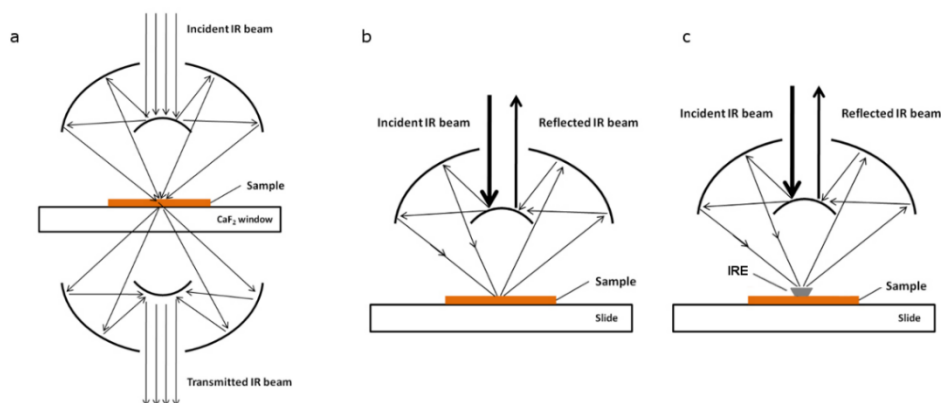 a
Incident IR beam
Sample
CaF₂ window
Transmitted IR beam
b
Incident IR beam
Reflected IR beam
Sample
Slide
c
Incident IR beam
Reflected IR beam
IRE
Sample
Slide